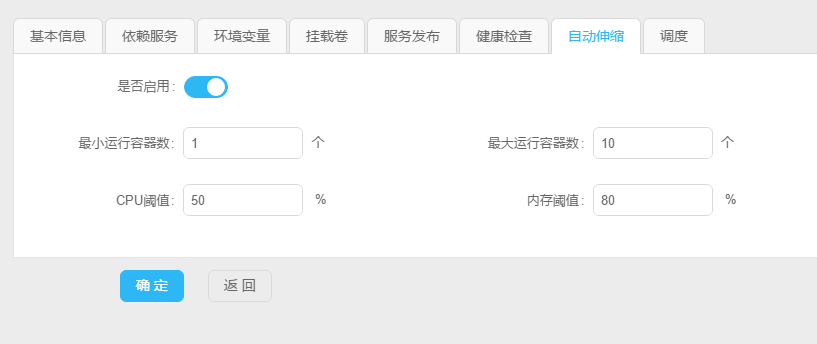 基本信息 依赖服务 环境变量 挂载卷 服务发布 健康检查 自动伸缩 调度
是否启用:
最小运行容器数: 1 个 最大运行容器数: 10 个
CPU阈值: 50 % 内存阈值: 80 %
确 定 返 回